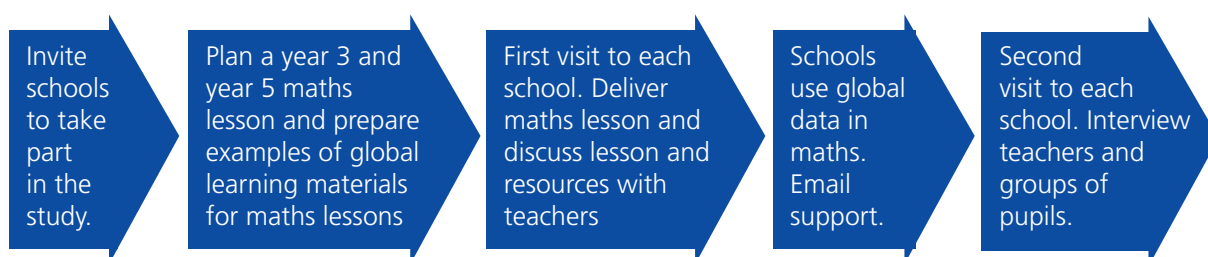 Invite
schools
to take
part
in the
study.
Plan a year 3 and
year 5 maths
lesson and prepare
examples of global
learning materials
for maths lessons
First visit to each
school. Deliver
maths lesson and
discuss lesson and
resources with
teachers
Schools
use global
data in
maths.
Email
support.
Second
visit to each
school. Interview
teachers and
groups of
pupils.